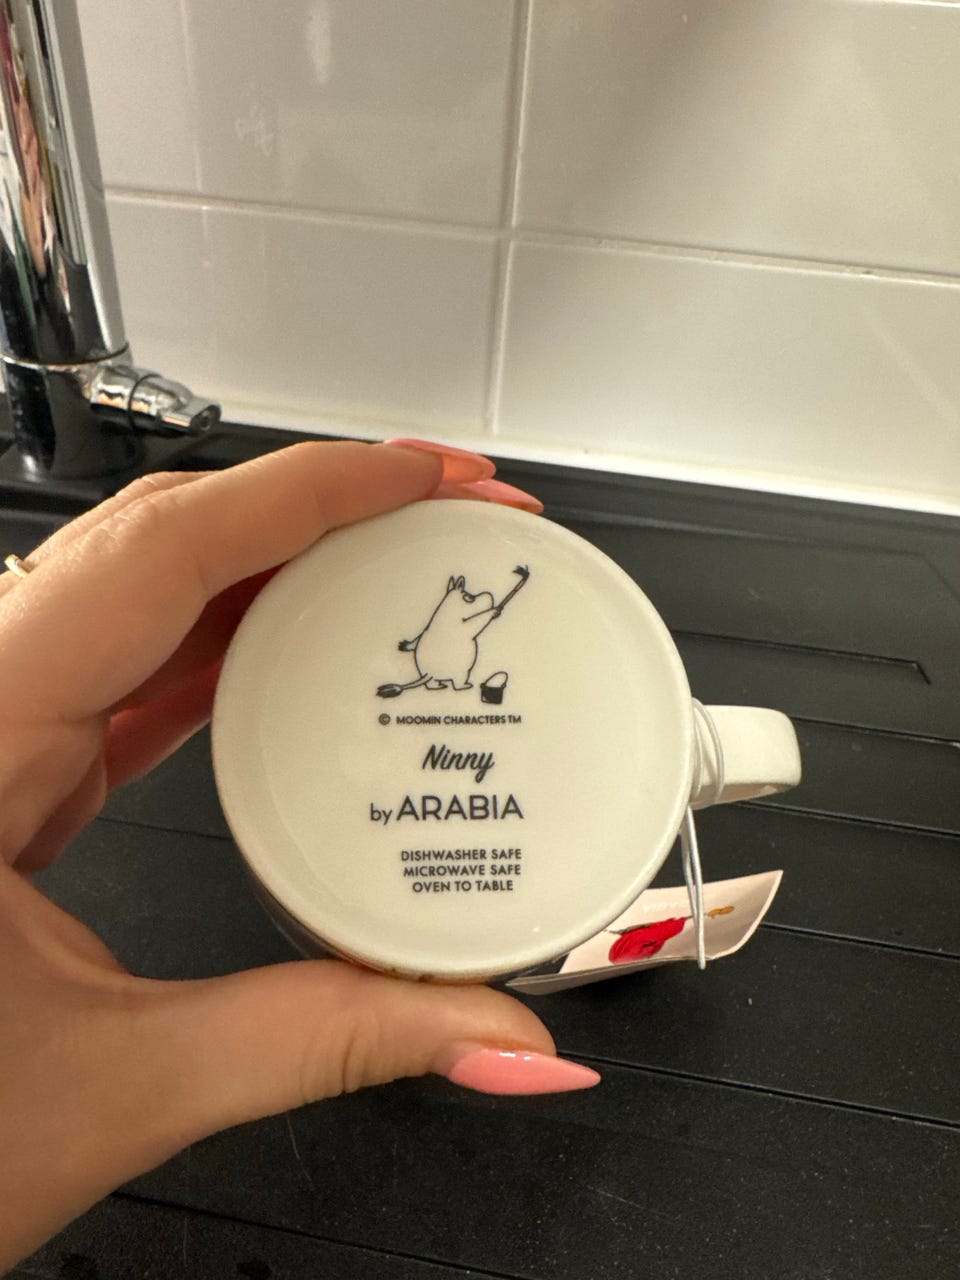 © MOOMIN CHARACTERS TM
Ninny
by ARABIA
DISHWASHER SAFE
MICROWAVE SAFE
OVEN TO TABLE